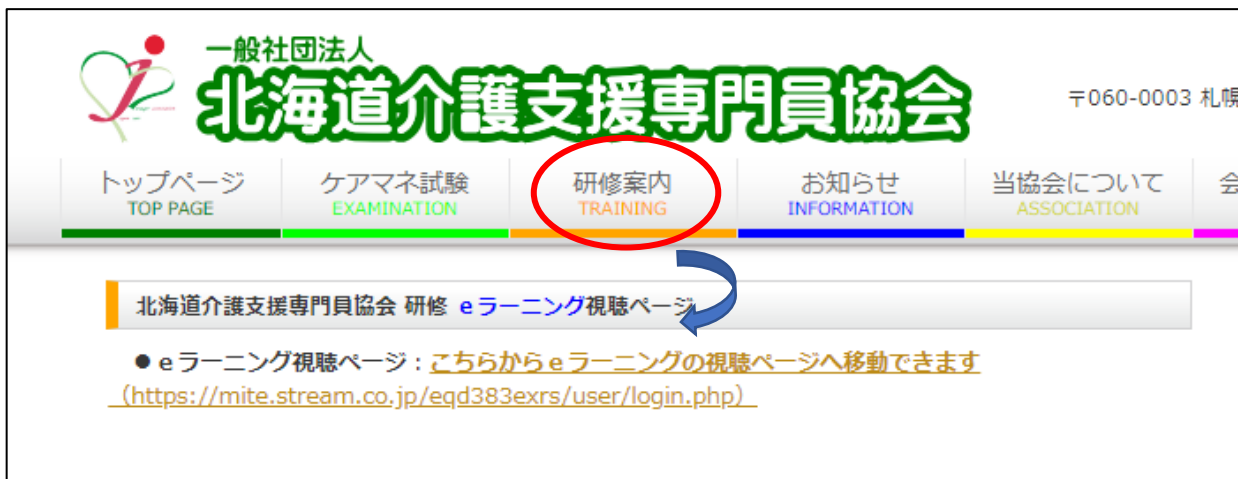 一般社団法人
北海道介護支援専門員協会
〒060-0003 札幌
トップページ ケアマネ試験 研修案内 お知らせ 当協会について 会
TOP PAGE EXAMINATION TRAINING INFORMATION ASSOCIATION
北海道介護支援専門員協会 研修 eラーニング視聴ページ
●eラーニング視聴ページ：こちらからeラーニングの視聴ページへ移動できます
（https://mite.stream.co.jp/eqd383exrs/user/login.php）